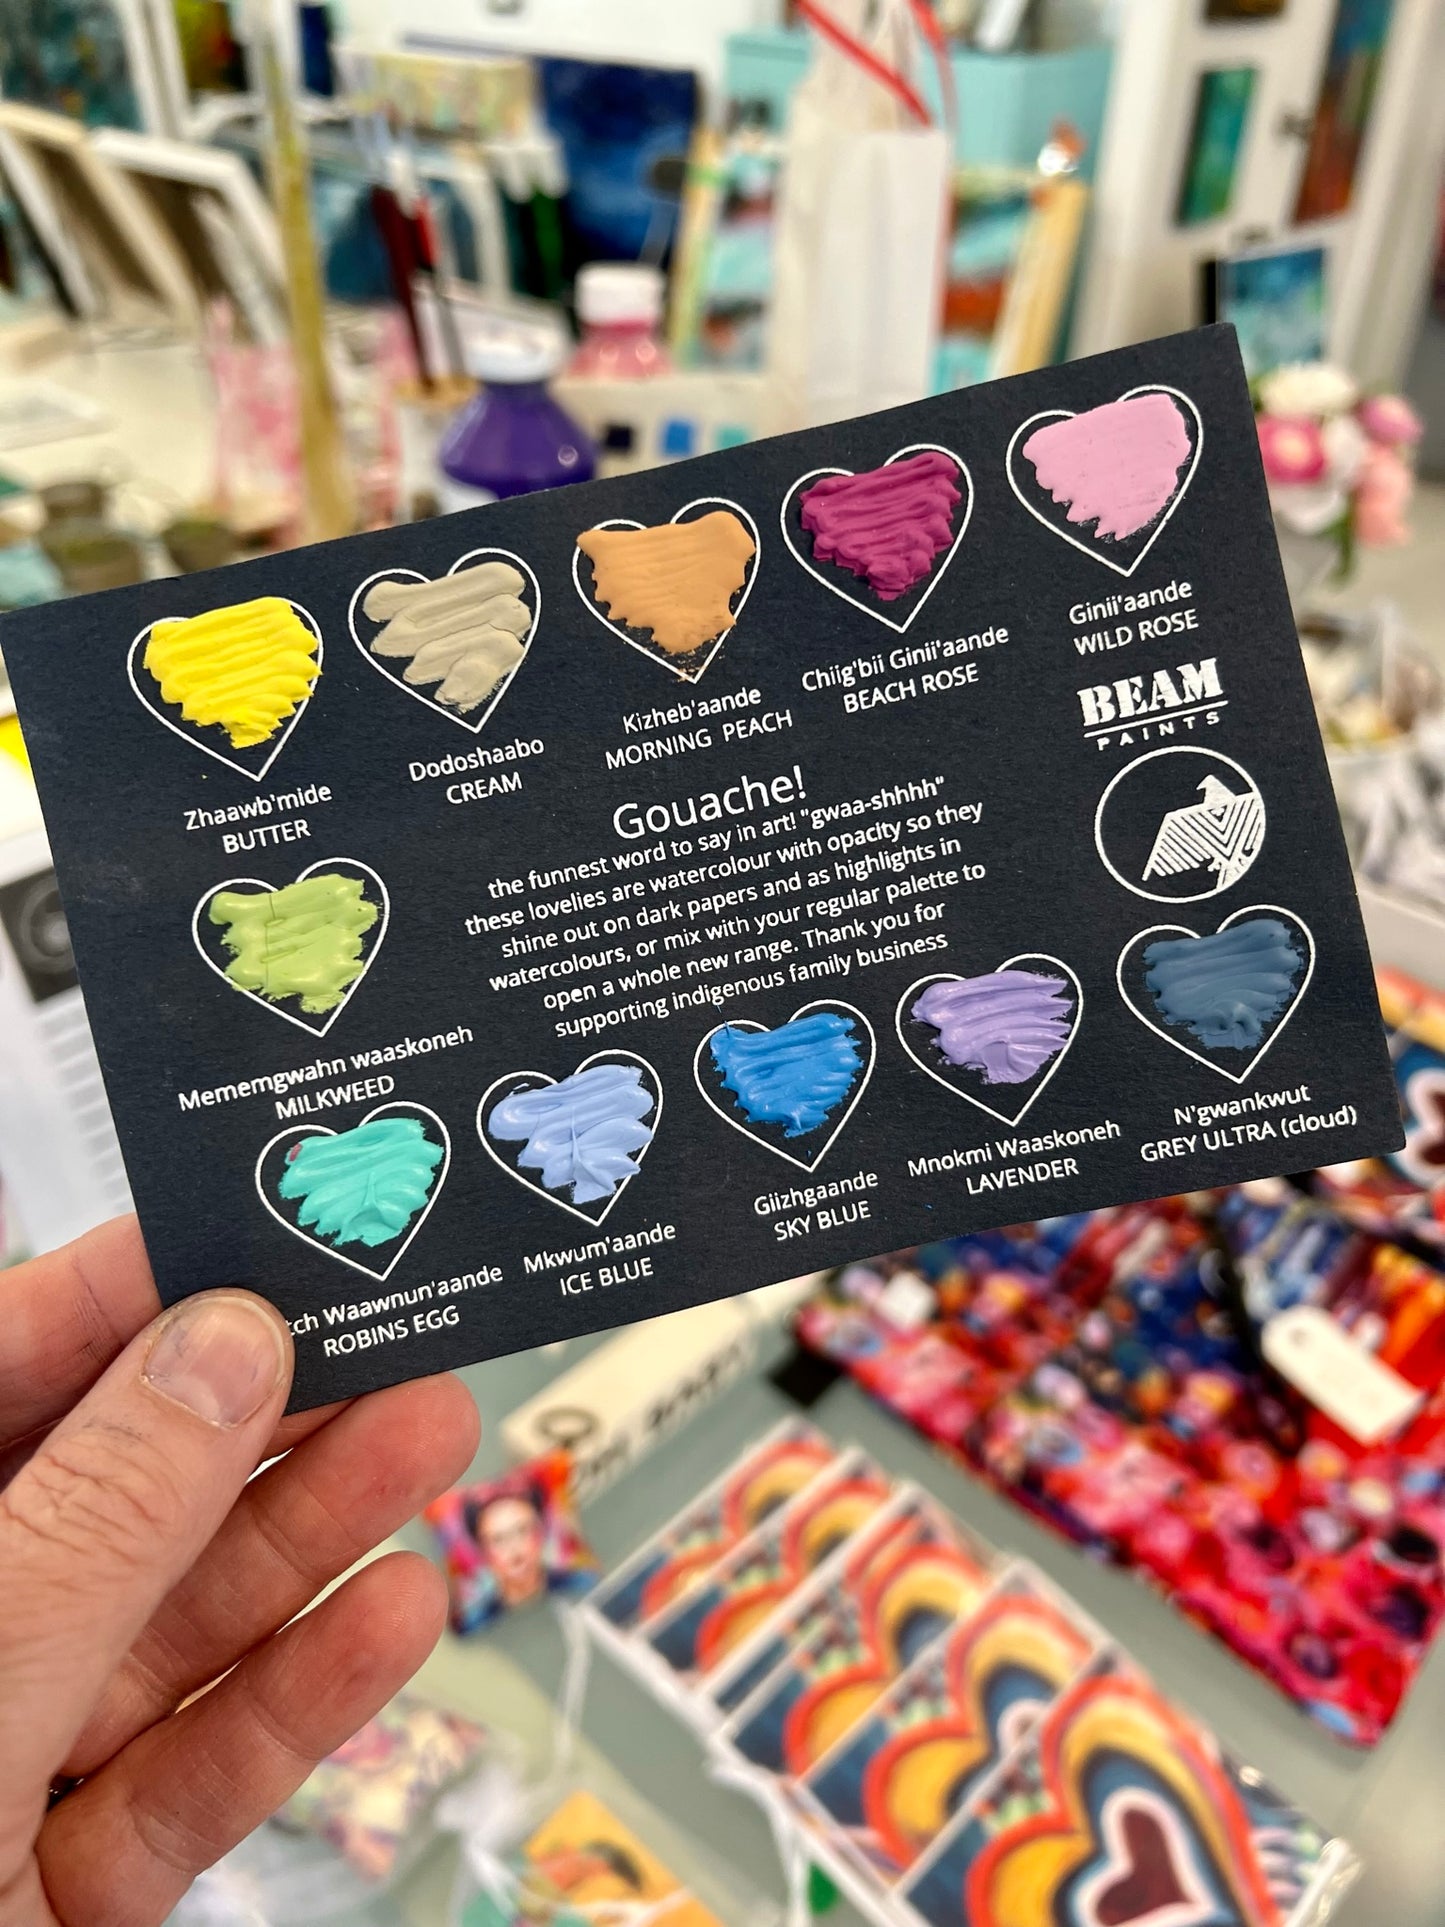 Zhaawb'mide
BUTTER
Dodoshaabo
CREAM
Kizheb'aande
MORNING PEACH
Chiig'bii Ginii'aande
BEACH ROSE
Ginii'aande
WILD ROSE
BEAM
PAINTS
Gouache!
the funnest word to say in art! "gwaa-shhhh"
these lovelies are watercolour with opacity so they
shine out on dark papers and as highlights in
watercolours, or mix with your regular palette to
open a whole new range. Thank you for
supporting indigenous family business
Mememgwahn waaskoneh
MILKWEED
Waawnun'aande
ROBINS EGG
Mkwum'aande
ICE BLUE
Giizhgaande
SKY BLUE
Mnokmi Waaskoneh
LAVENDER
N'gwankwut
GREY ULTRA (cloud)